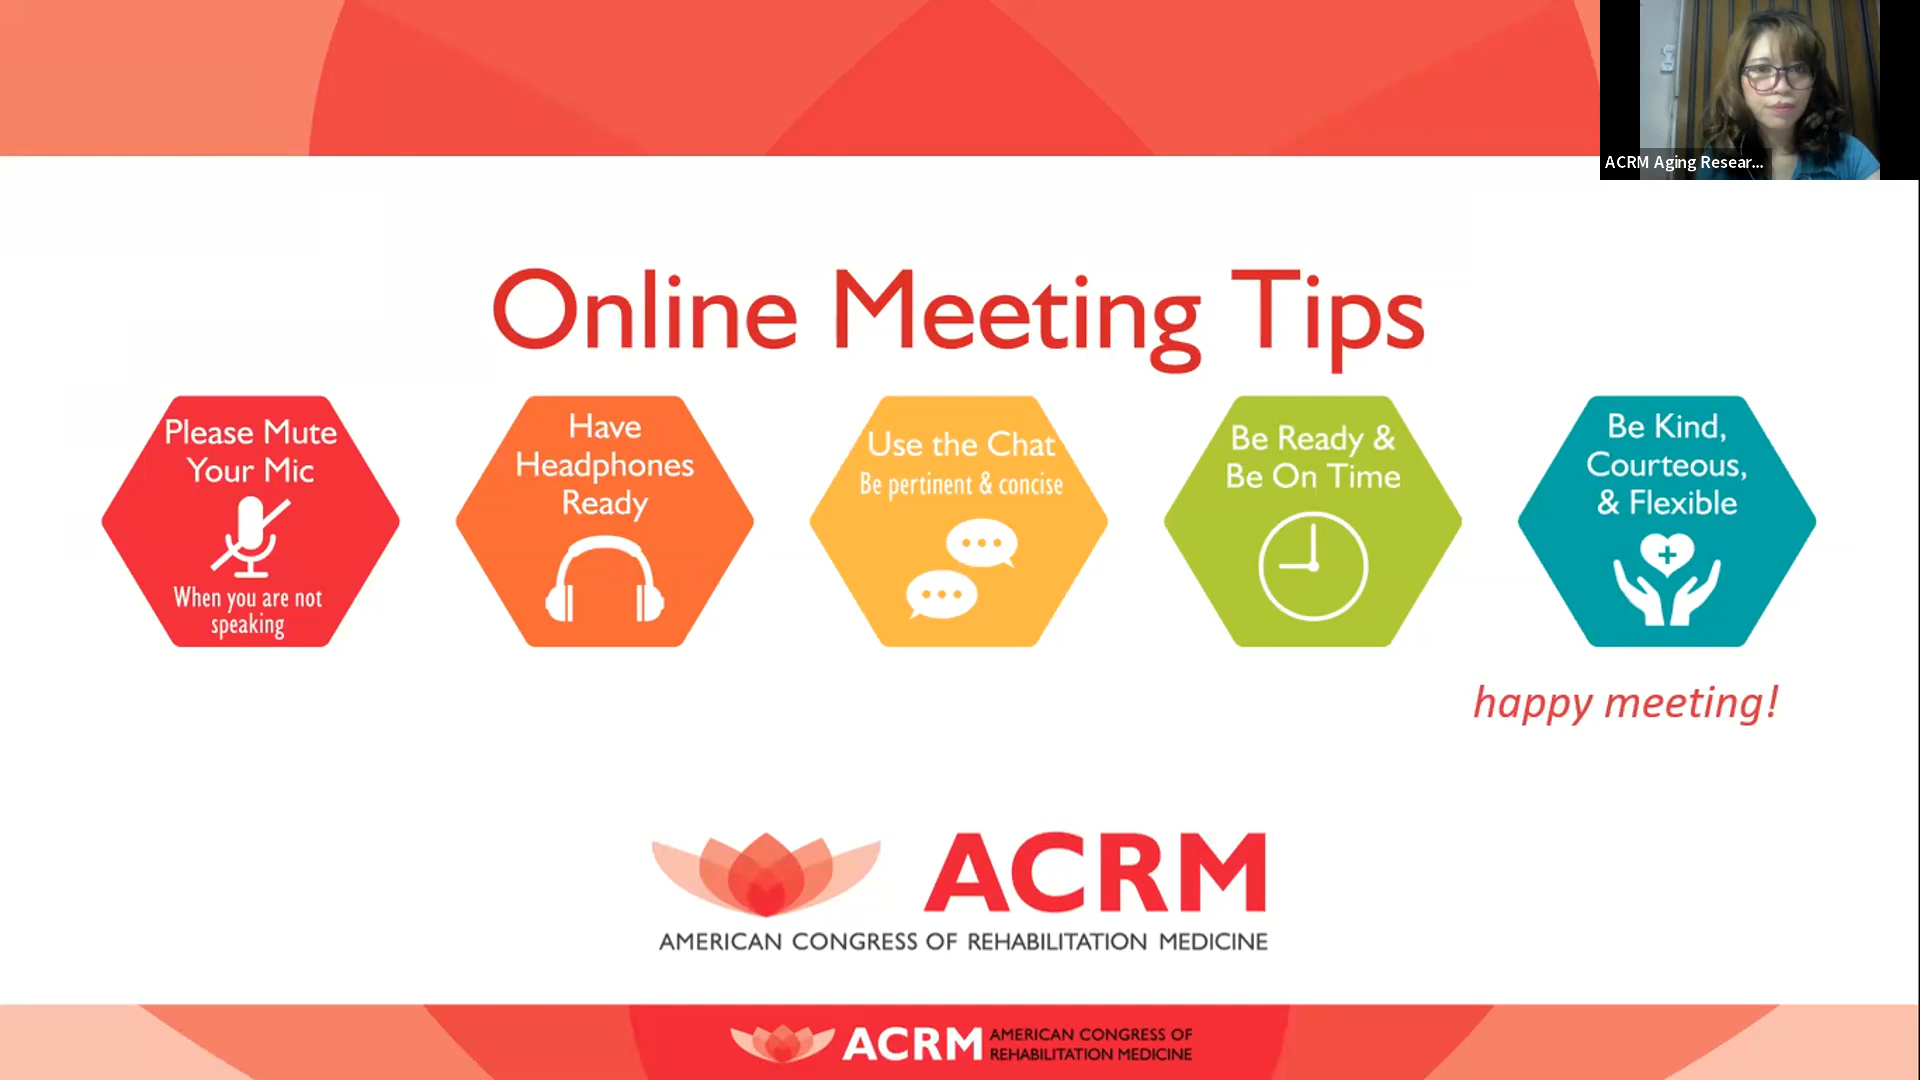 ACRM Aging Resear...
Online Meeting Tips
Please Mute
Your Mic
When you are not
speaking
Have
Headphones
Ready
Use the Chat
Be pertinent & concise
Be Ready &
Be On Time
Be Kind,
Courteous,
& Flexible
happy meeting!
ACRM
AMERICAN CONGRESS OF REHABILITATION MEDICINE
ACRM
AMERICAN CONGRESS OF
REHABILITATION MEDICINE